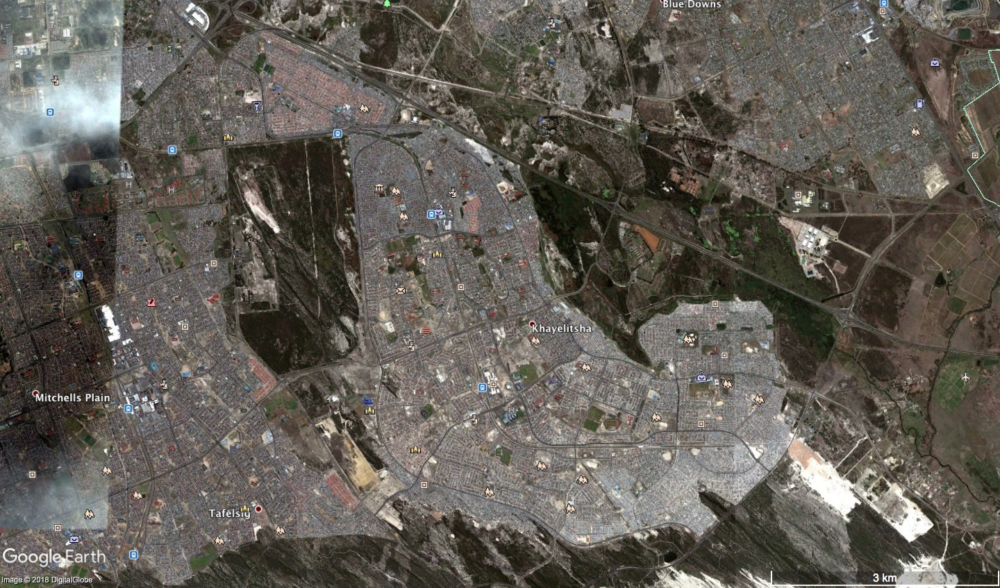 Blue Downs
Khayelitsha
Mitchells Plain
Tafelsig
Google Earth
Image © 2018 DigitalGlobe
3 km